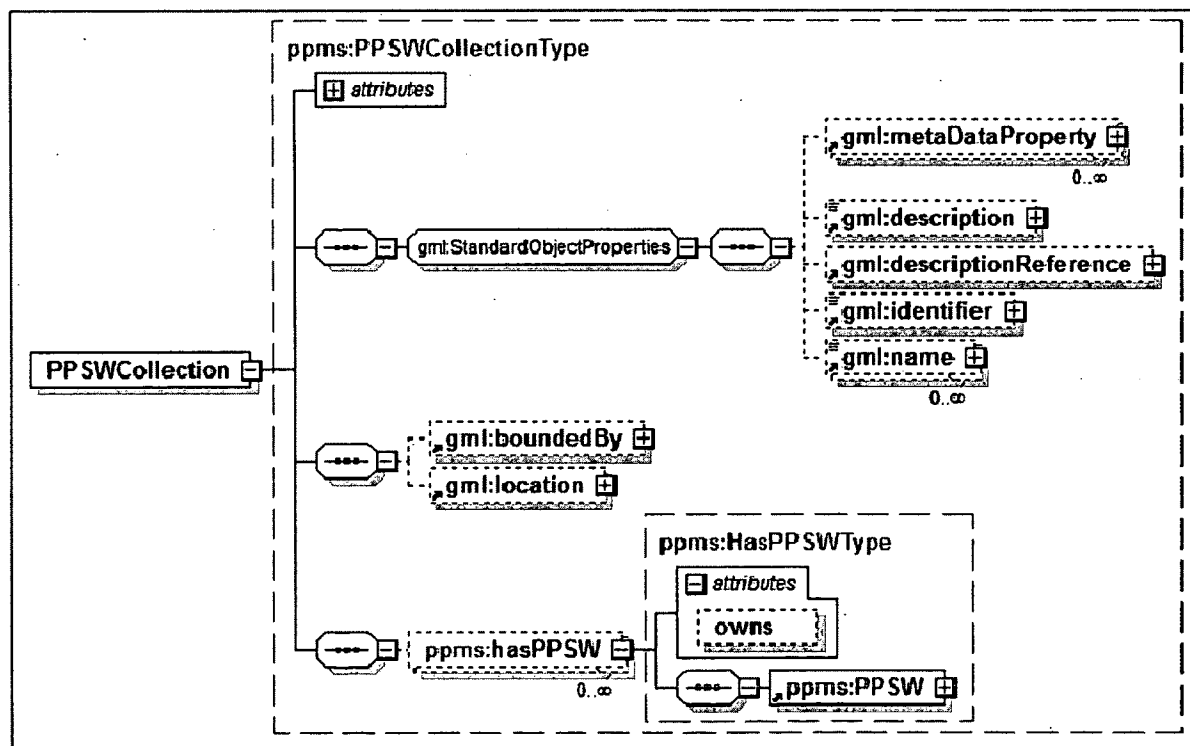 ppms:PPSWCollectionType
attributes
gml:metaDataProperty
0..∞
gml:description
gml:StandardObjectProperties
gml:descriptionReference
gml:identifier
gml:name
0..∞
PPSWCollection
gml:boundedBy
gml:location
ppms:HasPPSWType
attributes
owns
ppms:hasPPSW
0..∞
ppms:PPSW